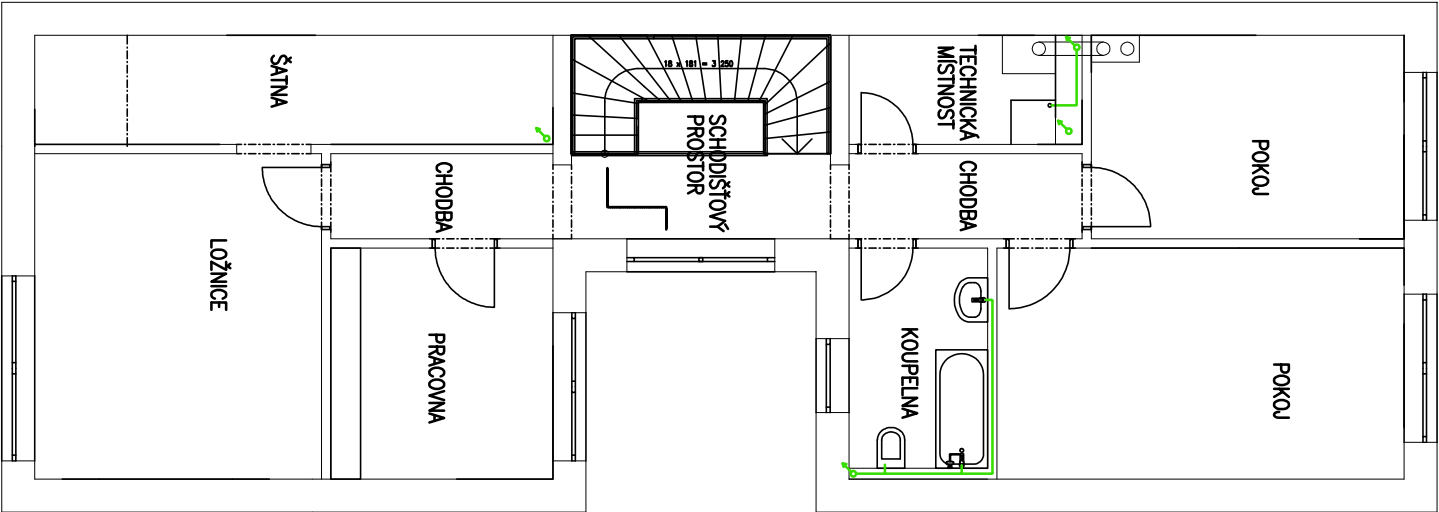 ŠATNA
18 x 181 = 3 250
TECHNICKÁ
MÍSTNOST
SCHODIŠŤOVÝ
PROSTOR
POKOJ
CHODBA
CHODBA
LOŽNICE
PRACOVNA
KOUPELNA
POKOJ